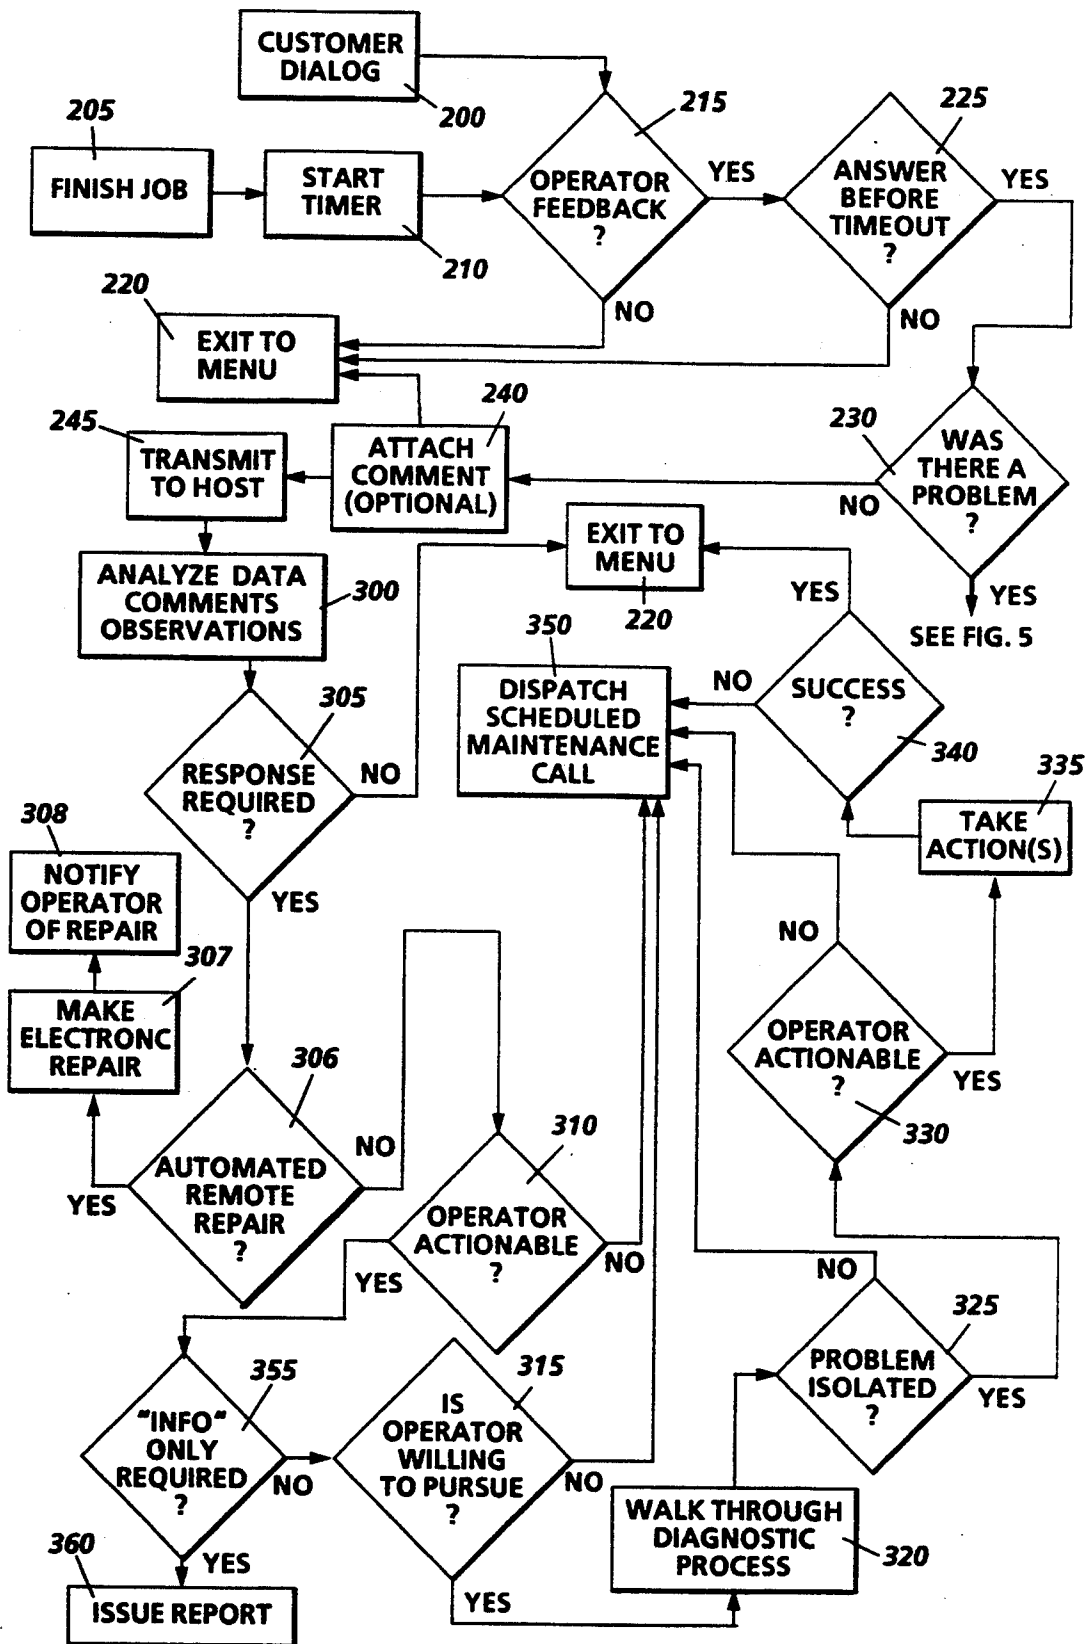 CUSTOMER
DIALOG
200
205
FINISH JOB
START
TIMER
210
215
OPERATOR
FEEDBACK
?
YES
NO
225
ANSWER
BEFORE
TIMEOUT
?
YES
NO
220
EXIT TO
MENU
230
WAS
THERE A
PROBLEM
?
NO
YES
SEE FIG. 5
240
ATTACH
COMMENT
(OPTIONAL)
245
TRANSMIT
TO HOST
EXIT TO
MENU
220
ANALYZE DATA
COMMENTS
OBSERVATIONS
300
350
DISPATCH
SCHEDULED
MAINTENANCE
CALL
YES
NO
SUCCESS
?
340
305
RESPONSE
REQUIRED
?
NO
YES
335
TAKE
ACTION(S)
308
NOTIFY
OPERATOR
OF REPAIR
307
MAKE
ELECTRONC
REPAIR
NO
OPERATOR
ACTIONABLE
?
YES
330
306
AUTOMATED
REMOTE
REPAIR
?
YES
NO
310
OPERATOR
ACTIONABLE
?
YES
NO
NO
325
PROBLEM
ISOLATED
?
YES
355
"INFO"
ONLY
REQUIRED
?
NO
YES
315
IS
OPERATOR
WILLING
TO PURSUE
?
NO
YES
WALK THROUGH
DIAGNOSTIC
PROCESS
320
360
ISSUE REPORT